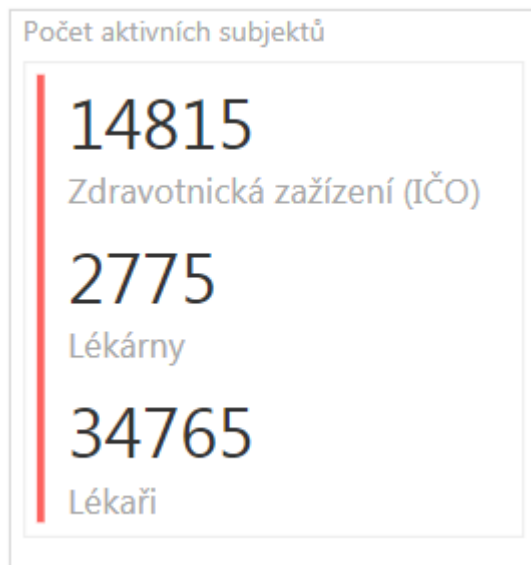 Počet aktivních subjektů
14815
Zdravotnická zažízení (IČO)
2775
Lékárny
34765
Lékaři